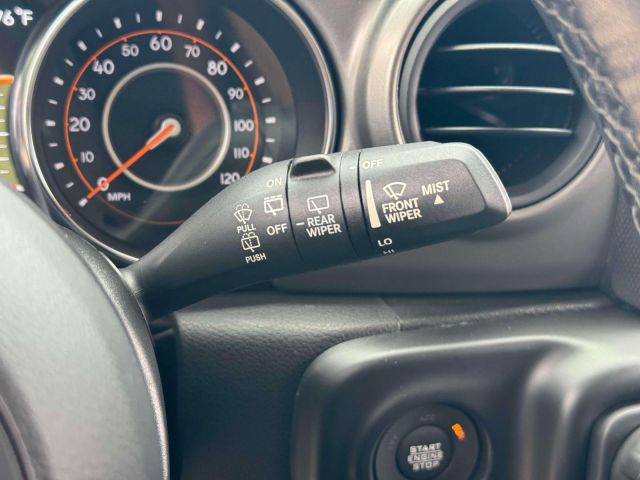 76°F
0
20
30
40
50
60
70
80
90
100
110
120
MPH
PULL
PUSH
ON
OFF
REAR
WIPER
OFF
FRONT
WIPER
MIST
LO
HI
START
ENGINE
STOP